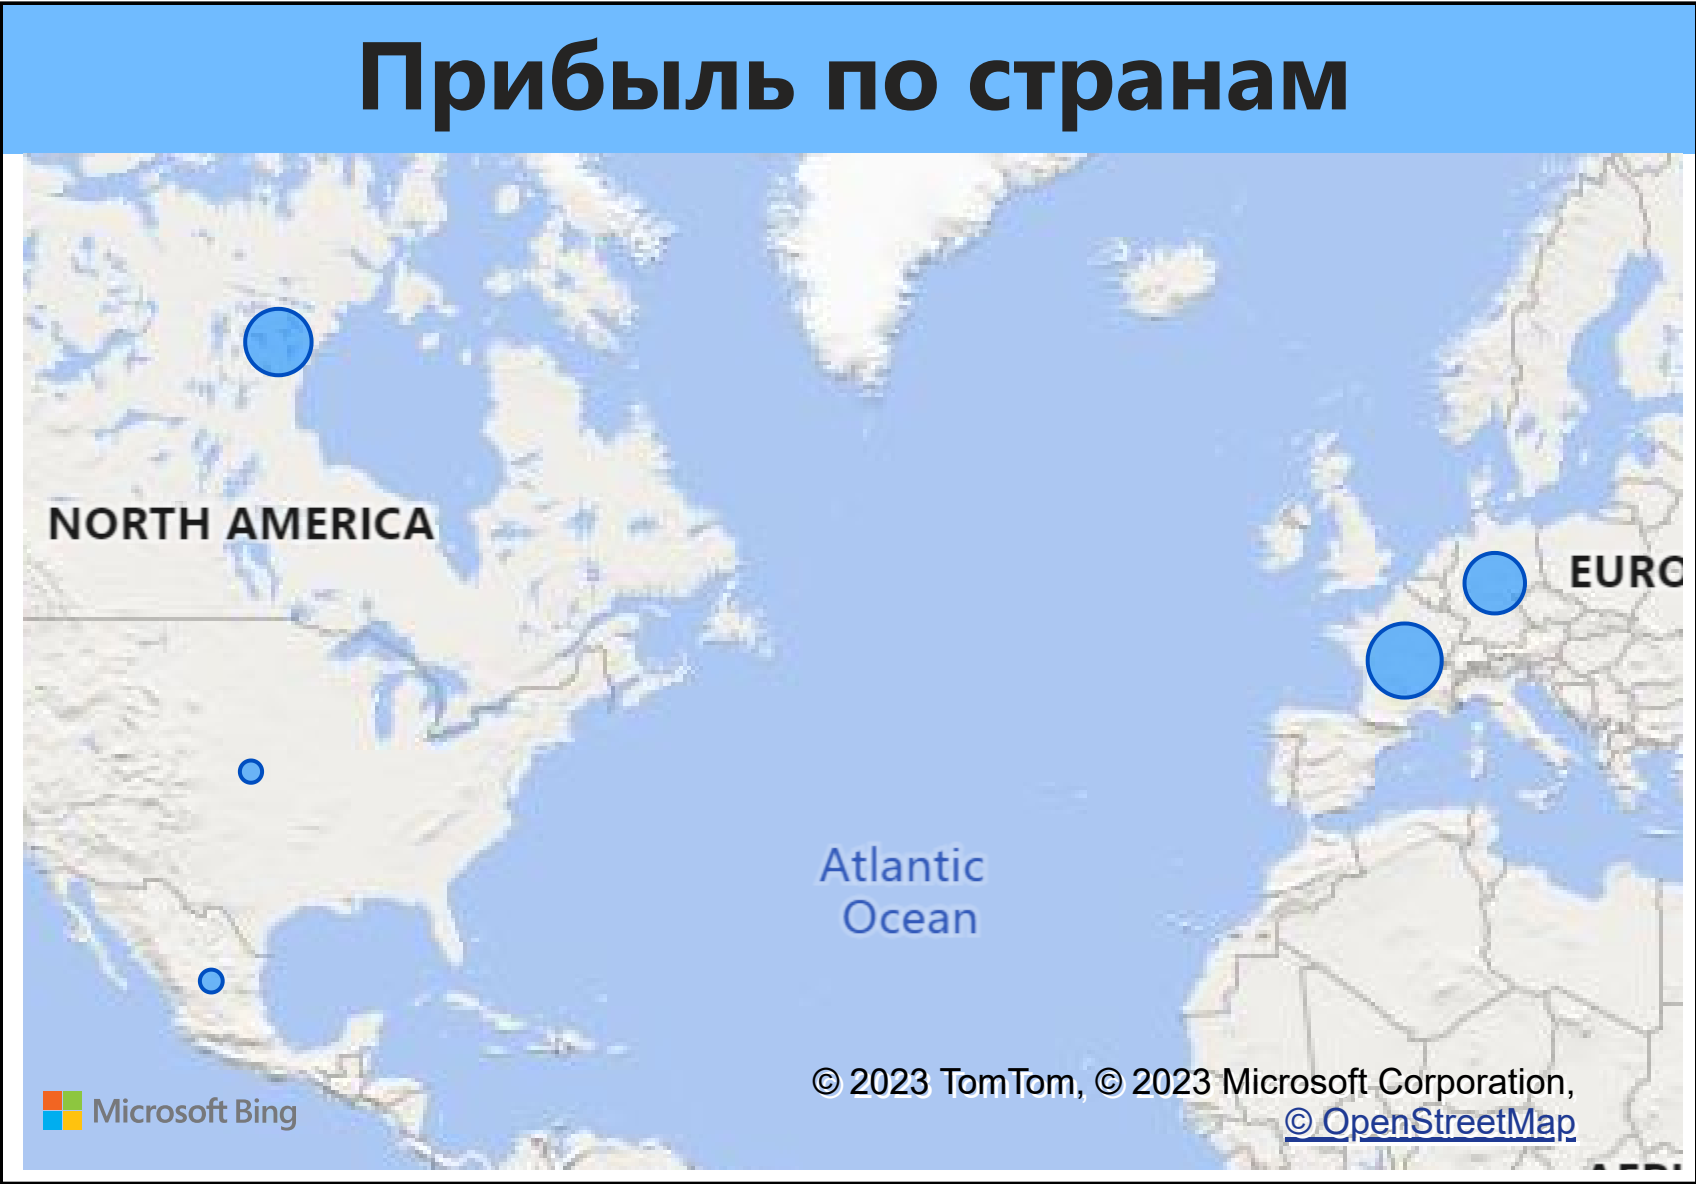 Прибыль по странам
NORTH AMERICA
EURO
Atlantic
Ocean
© 2023 TomTom, © 2023 Microsoft Corporation,
© OpenStreetMap
Microsoft Bing